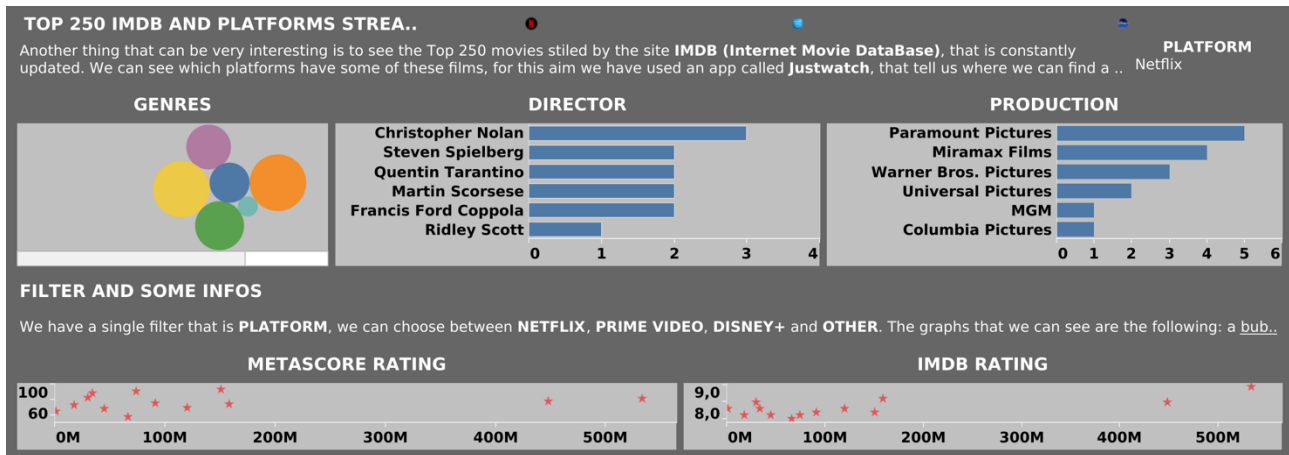 TOP 250 IMDB AND PLATFORMS STREA..
Another thing that can be very interesting is to see the Top 250 movies stiled by the site IMDB (Internet Movie DataBase), that is constantly
updated. We can see which platforms have some of these films, for this aim we have used an app called Justwatch, that tell us where we can find a ..
PLATFORM
Netflix
GENRES
DIRECTOR
Christopher Nolan
Steven Spielberg
Quentin Tarantino
Martin Scorsese
Francis Ford Coppola
Ridley Scott
0 1 2 3 4
PRODUCTION
Paramount Pictures
Miramax Films
Warner Bros. Pictures
Universal Pictures
MGM
Columbia Pictures
0 1 2 3 4 5 6
FILTER AND SOME INFOS
We have a single filter that is PLATFORM, we can choose between NETFLIX, PRIME VIDEO, DISNEY+ and OTHER. The graphs that we can see are the following: a bub..
METASCORE RATING
100
60
0M 100M 200M 300M 400M 500M
IMDB RATING
9,0
8,0
0M 100M 200M 300M 400M 500M